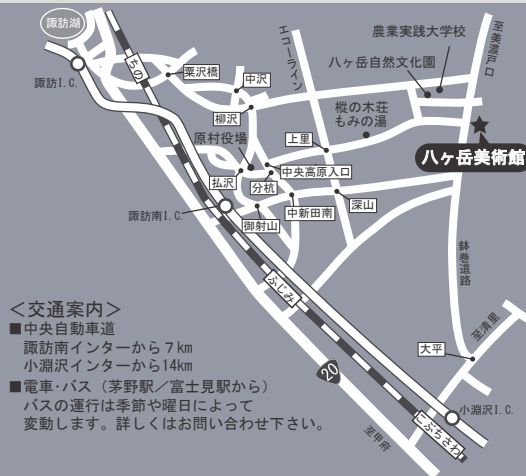 諏訪湖
至美濃戸口
エコーライン
農業実践大学校
八ヶ岳自然文化園
ちの
粟沢橋
諏訪I.C.
中沢
柳沢
樅の木荘
もみの湯
上里
原村役場
八ヶ岳美術館
中央高原入口
払沢
分杭
深山
中新田南
諏訪南I.C.
御射山
鉢巻道路
ふじみ
至清里
大平
20
小淵沢I.C.
こぶちさわ
至甲府
＜交通案内＞
■中央自動車道
諏訪南インターから７km
小淵沢インターから14km
■電車・バス（茅野駅／富士見駅から）
バスの運行は季節や曜日によって
変動します。詳しくはお問い合わせ下さい。